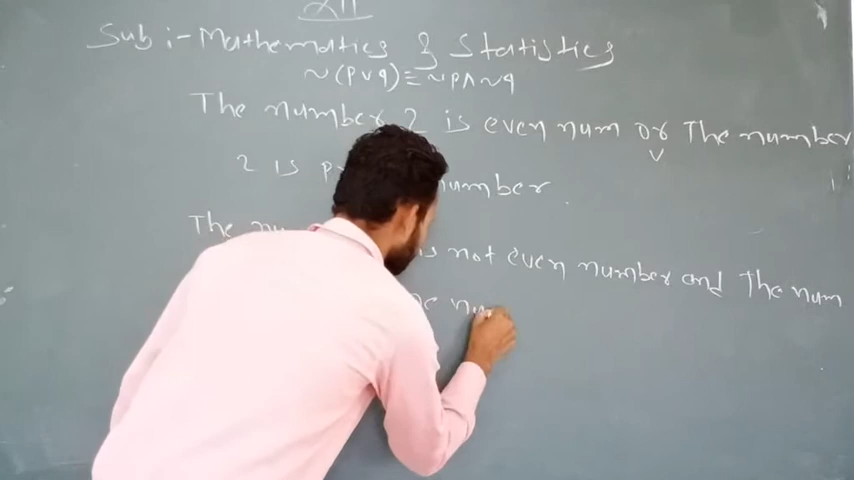 XII
Sub :- Mathematics & Statistics
~(p∨q) ≡ ~p∧~q
The number 2 is even num or The number
∨
2 is number.
The is not even number and The num